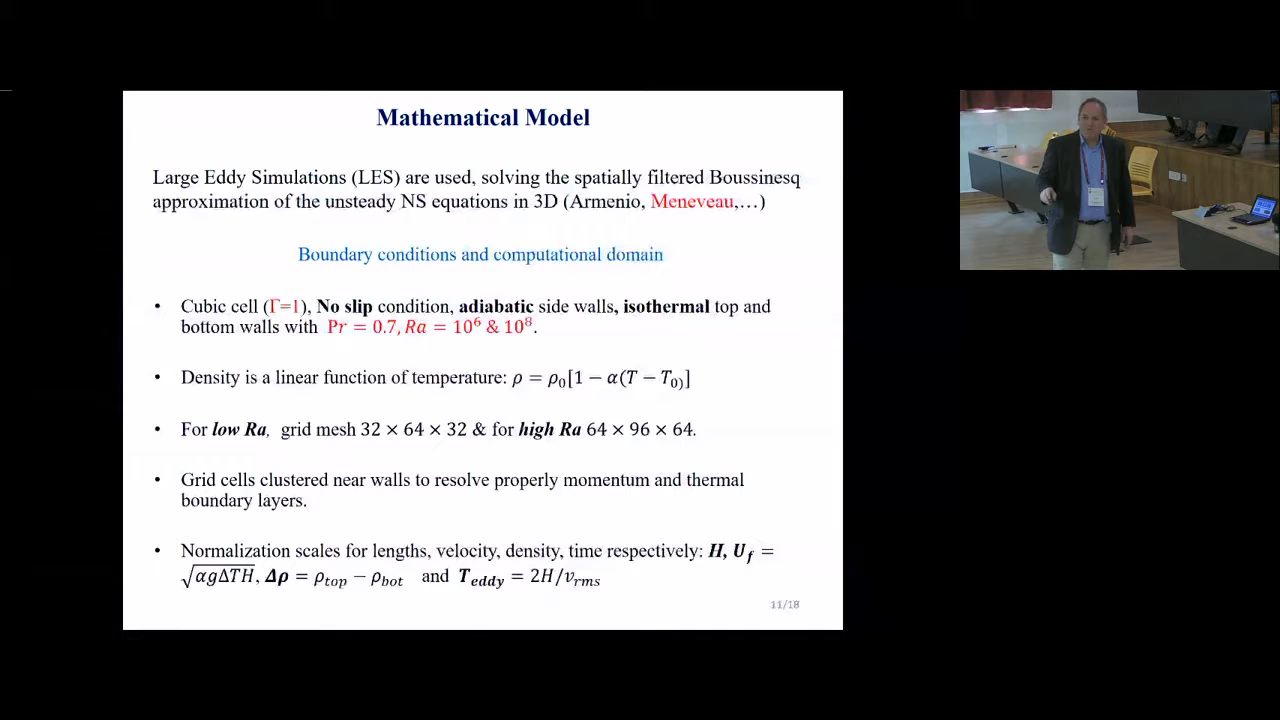 Mathematical Model
Large Eddy Simulations (LES) are used, solving the spatially filtered Boussinesq
approximation of the unsteady NS equations in 3D (Armenio, Meneveau,…)
Boundary conditions and computational domain
• Cubic cell (Γ=1), No slip condition, adiabatic side walls, isothermal top and
bottom walls with Pr = 0.7, Ra = 10⁶ & 10⁸.
• Density is a linear function of temperature: ρ = ρ₀[1 − α(T − T₀)]
• For low Ra, grid mesh 32 × 64 × 32 & for high Ra 64 × 96 × 64.
• Grid cells clustered near walls to resolve properly momentum and thermal
boundary layers.
• Normalization scales for lengths, velocity, density, time respectively: H, U_f =
√αgΔTH, Δρ = ρ_top − ρ_bot and T_eddy = 2H/v_rms
11/18